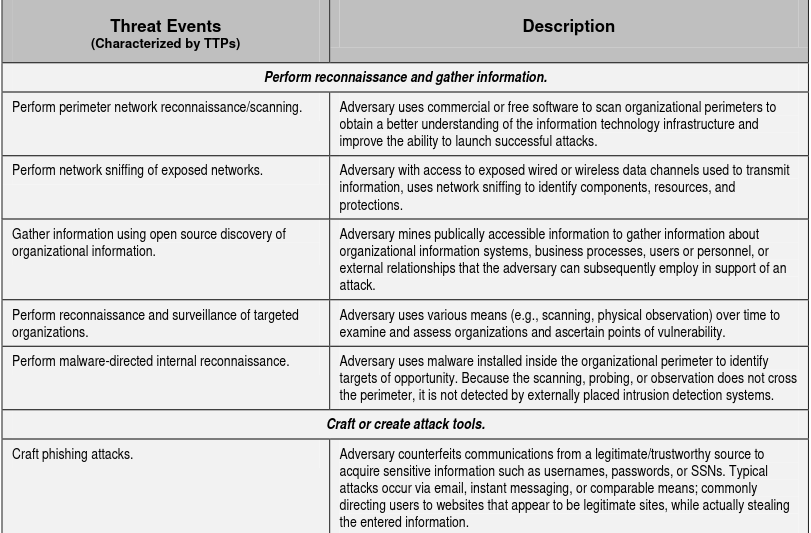 Threat Events
(Characterized by TTPs)
Description
Perform reconnaissance and gather information.
Perform perimeter network reconnaissance/scanning.
Adversary uses commercial or free software to scan organizational perimeters to
obtain a better understanding of the information technology infrastructure and
improve the ability to launch successful attacks.
Perform network sniffing of exposed networks.
Adversary with access to exposed wired or wireless data channels used to transmit
information, uses network sniffing to identify components, resources, and
protections.
Gather information using open source discovery of
organizational information.
Adversary mines publically accessible information to gather information about
organizational information systems, business processes, users or personnel, or
external relationships that the adversary can subsequently employ in support of an
attack.
Perform reconnaissance and surveillance of targeted
organizations.
Adversary uses various means (e.g., scanning, physical observation) over time to
examine and assess organizations and ascertain points of vulnerability.
Perform malware-directed internal reconnaissance.
Adversary uses malware installed inside the organizational perimeter to identify
targets of opportunity. Because the scanning, probing, or observation does not cross
the perimeter, it is not detected by externally placed intrusion detection systems.
Craft or create attack tools.
Craft phishing attacks.
Adversary counterfeits communications from a legitimate/trustworthy source to
acquire sensitive information such as usernames, passwords, or SSNs. Typical
attacks occur via email, instant messaging, or comparable means; commonly
directing users to websites that appear to be legitimate sites, while actually stealing
the entered information.